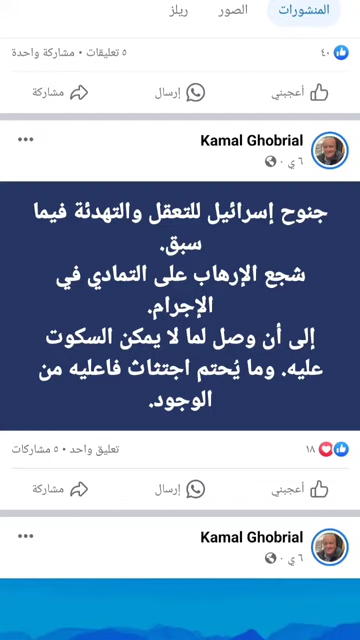 المنشورات
الصور
ريلز
٤٠
٥ تعليقات • مشاركة واحدة
أعجبني
إرسال
مشاركة
Kamal Ghobrial
٦ ي ·
جنوح إسرائيل للتعقل والتهدئة فيما
سبق.
شجع الإرهاب على التمادي في
الإجرام.
إلى أن وصل لما لا يمكن السكوت
عليه. وما يُحتم اجتثاث فاعليه من
الوجود.
١٨
تعليق واحد • ٥ مشاركات
أعجبني
إرسال
مشاركة
Kamal Ghobrial
٦ ي ·